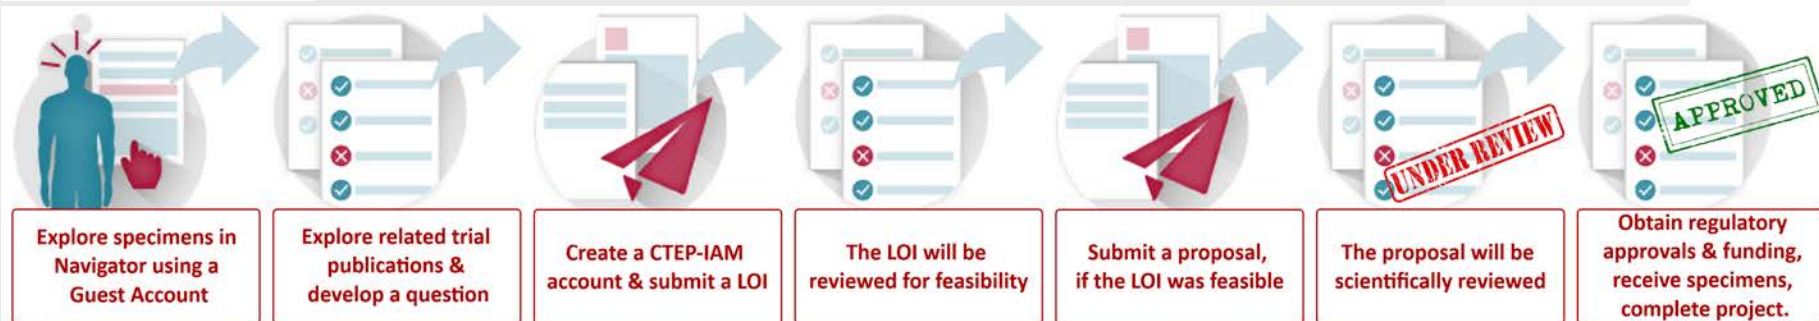 Explore specimens in
Navigator using a
Guest Account
Explore related trial
publications &
develop a question
Create a CTEP-IAM
account & submit a LOI
The LOI will be
reviewed for feasibility
Submit a proposal,
if the LOI was feasible
UNDER REVIEW
The proposal will be
scientifically reviewed
APPROVED
Obtain regulatory
approvals & funding,
receive specimens,
complete project.